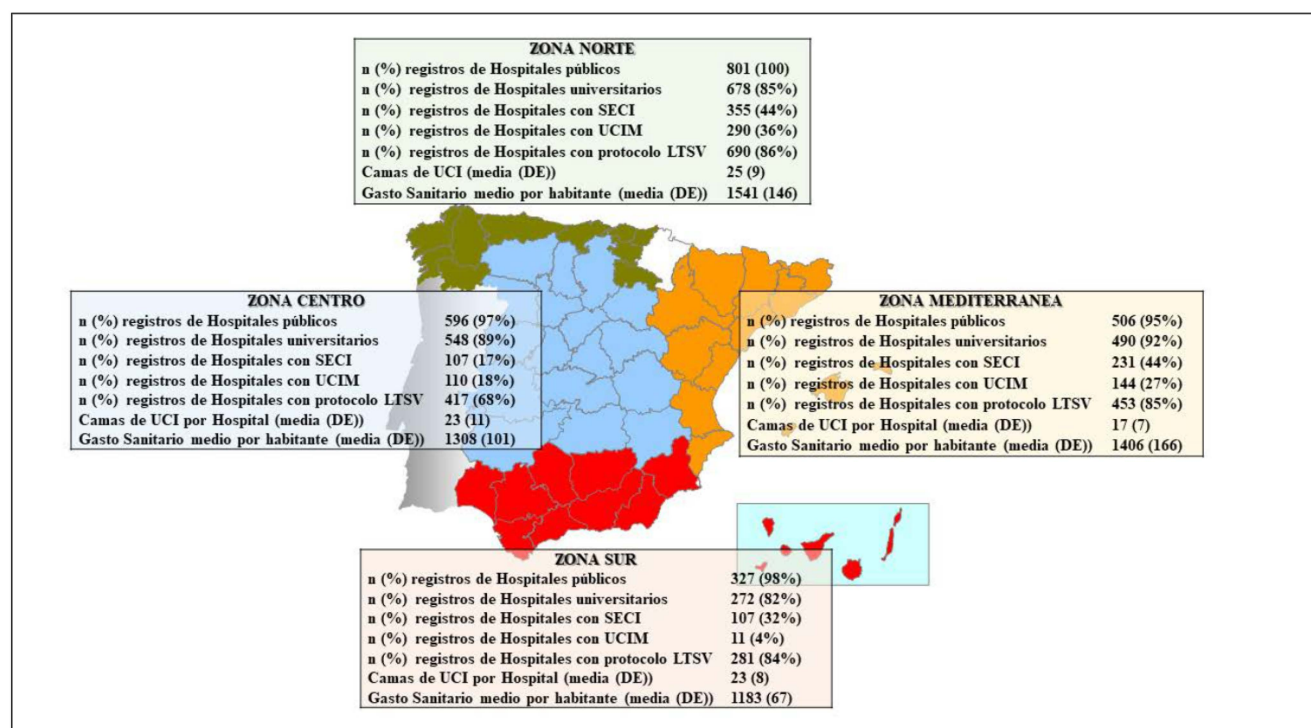 ZONA NORTE
n (%) registros de Hospitales públicos 801 (100)
n (%) registros de Hospitales universitarios 678 (85%)
n (%) registros de Hospitales con SECI 355 (44%)
n (%) registros de Hospitales con UCIM 290 (36%)
n (%) registros de Hospitales con protocolo LTSV 690 (86%)
Camas de UCI (media (DE)) 25 (9)
Gasto Sanitario medio por habitante (media (DE)) 1541 (146)
ZONA CENTRO
n (%) registros de Hospitales públicos 596 (97%)
n (%) registros de Hospitales universitarios 548 (89%)
n (%) registros de Hospitales con SECI 107 (17%)
n (%) registros de Hospitales con UCIM 110 (18%)
n (%) registros de Hospitales con protocolo LTSV 417 (68%)
Camas de UCI por Hospital (media (DE)) 23 (11)
Gasto Sanitario medio por habitante (media (DE)) 1308 (101)
ZONA MEDITERRANEA
n (%) registros de Hospitales públicos 506 (95%)
n (%) registros de Hospitales universitarios 490 (92%)
n (%) registros de Hospitales con SECI 231 (44%)
n (%) registros de Hospitales con UCIM 144 (27%)
n (%) registros de Hospitales con protocolo LTSV 453 (85%)
Camas de UCI por Hospital (media (DE)) 17 (7)
Gasto Sanitario medio por habitante (media (DE)) 1406 (166)
ZONA SUR
n (%) registros de Hospitales públicos 327 (98%)
n (%) registros de Hospitales universitarios 272 (82%)
n (%) registros de Hospitales con SECI 107 (32%)
n (%) registros de Hospitales con UCIM 11 (4%)
n (%) registros de Hospitales con protocolo LTSV 281 (84%)
Camas de UCI por Hospital (media (DE)) 23 (8)
Gasto Sanitario medio por habitante (media (DE)) 1183 (67)